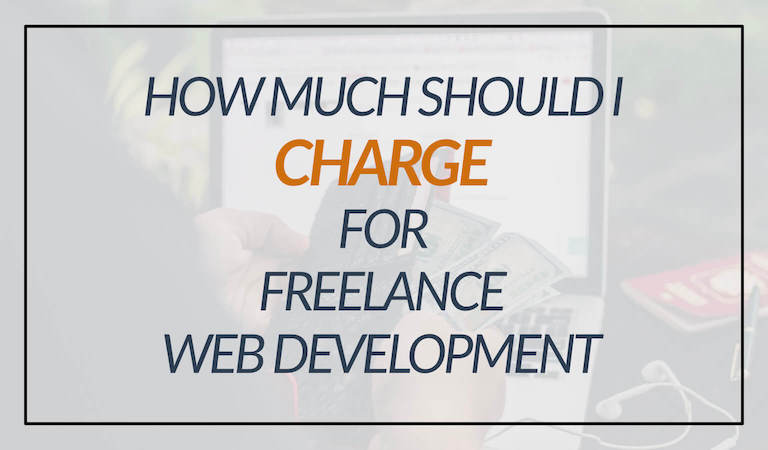 HOW MUCH SHOULD I
CHARGE
FOR
FREELANCE
WEB DEVELOPMENT